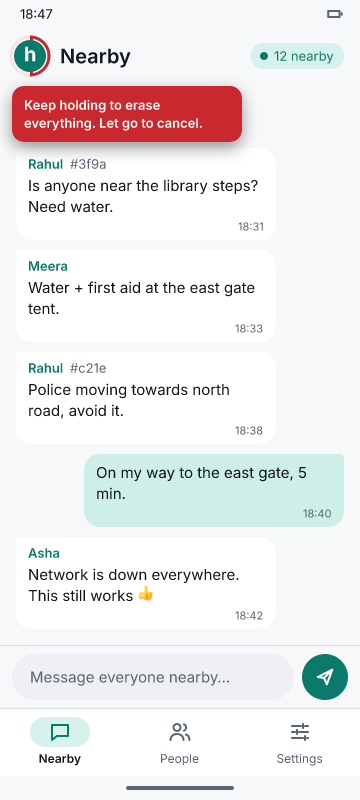 18:47
h
Nearby
12 nearby
Keep holding to erase
everything. Let go to cancel.
Rahul #3f9a
Is anyone near the library steps?
Need water.
18:31
Meera
Water + first aid at the east gate
tent.
18:33
Rahul #c21e
Police moving towards north
road, avoid it.
18:38
On my way to the east gate, 5
min.
18:40
Asha
Network is down everywhere.
This still works 👍
18:42
Message everyone nearby...
Nearby
People
Settings